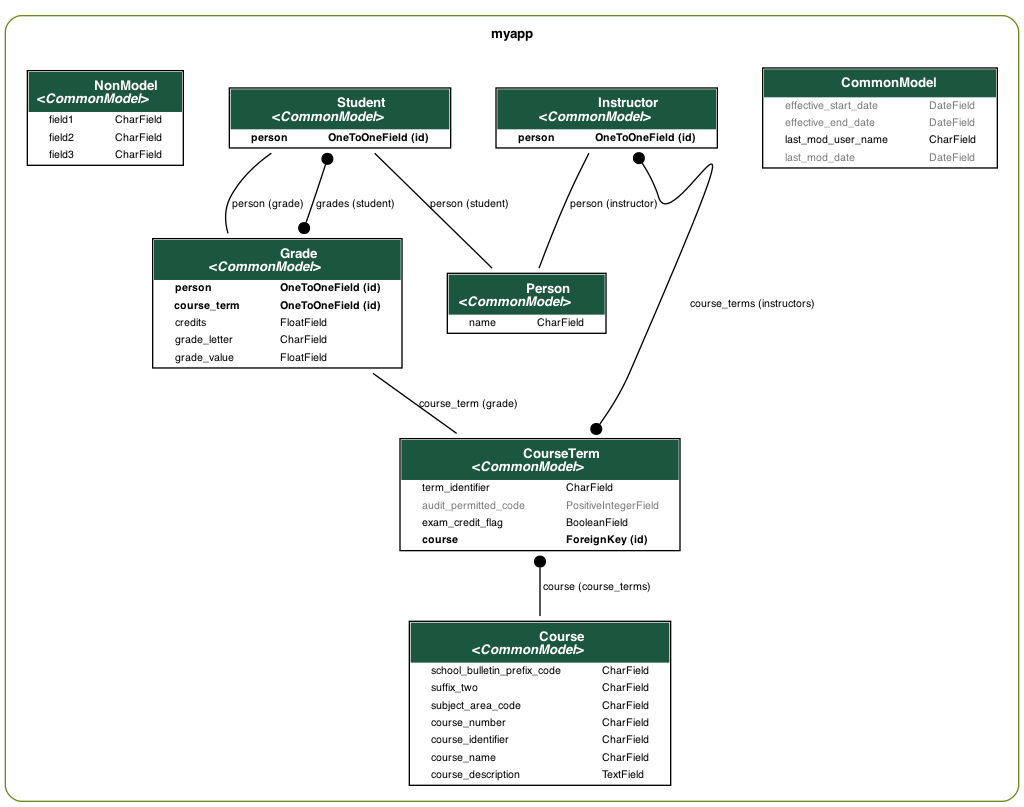 myapp
NonModel
<CommonModel>
field1 CharField
field2 CharField
field3 CharField
Student
<CommonModel>
person OneToOneField (id)
Instructor
<CommonModel>
person OneToOneField (id)
CommonModel
effective_start_date DateField
effective_end_date DateField
last_mod_user_name CharField
last_mod_date DateField
person (grade)
grades (student)
person (student)
person (instructor)
Grade
<CommonModel>
person OneToOneField (id)
course_term OneToOneField (id)
credits FloatField
grade_letter CharField
grade_value FloatField
Person
<CommonModel>
name CharField
course_terms (instructors)
course_term (grade)
CourseTerm
<CommonModel>
term_identifier CharField
audit_permitted_code PositiveIntegerField
exam_credit_flag BooleanField
course ForeignKey (id)
course (course_terms)
Course
<CommonModel>
school_bulletin_prefix_code CharField
suffix_two CharField
subject_area_code CharField
course_number CharField
course_identifier CharField
course_name CharField
course_description TextField